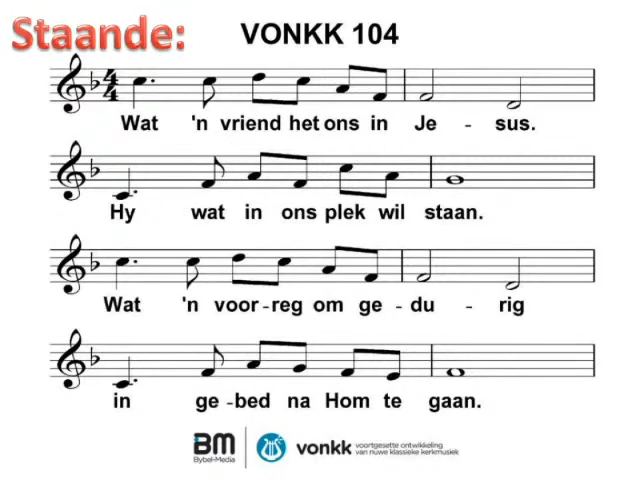 Staande:
VONKK 104
4
4
Wat 'n vriend het ons in Je - sus.
Hy wat in ons plek wil staan.
Wat 'n voor-reg om ge - du - rig
in ge-bed na Hom te gaan.
BM
Bybel-Media
vonkk
voortgesette ontwikkeling
van nuwe klassieke kerkmusiek